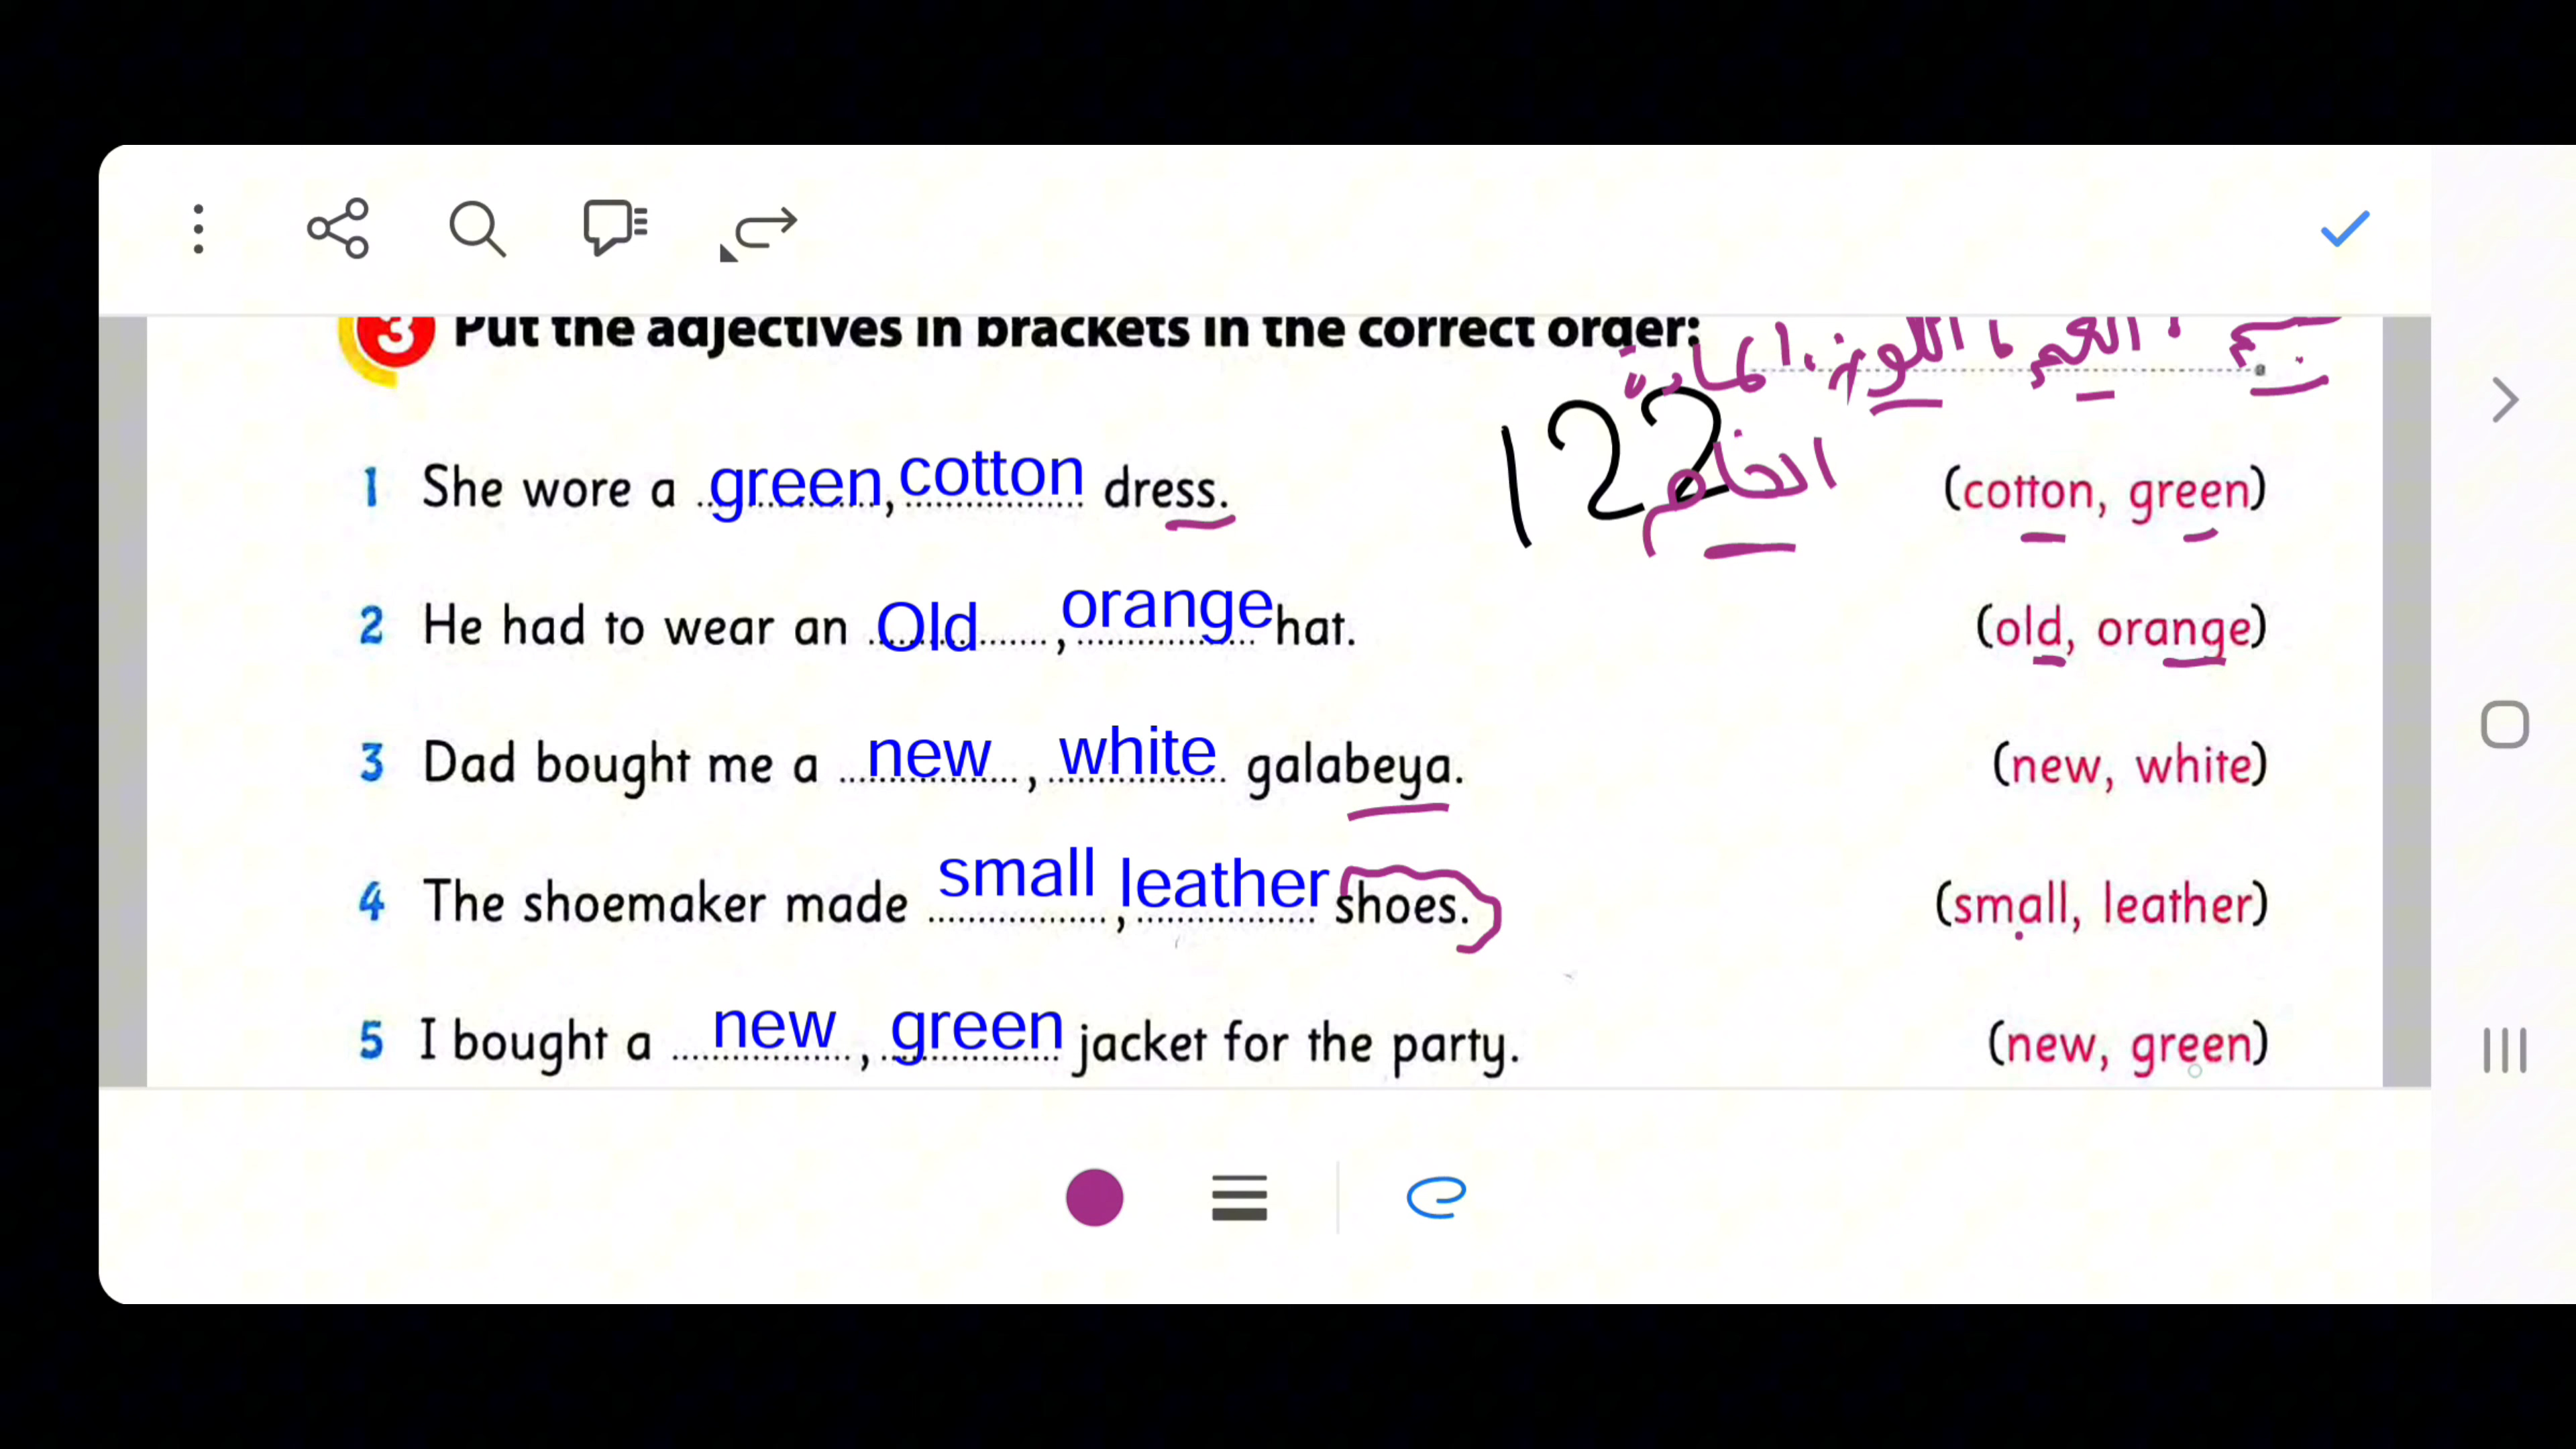 3 Put the adjectives in brackets in the correct order:
العمر، اللون، المادة
122 الخام
1 She wore a green, cotton dress. (cotton, green)
2 He had to wear an Old, orange hat. (old, orange)
3 Dad bought me a new, white galabeya. (new, white)
4 The shoemaker made small, leather shoes. (small, leather)
5 I bought a new, green jacket for the party. (new, green)